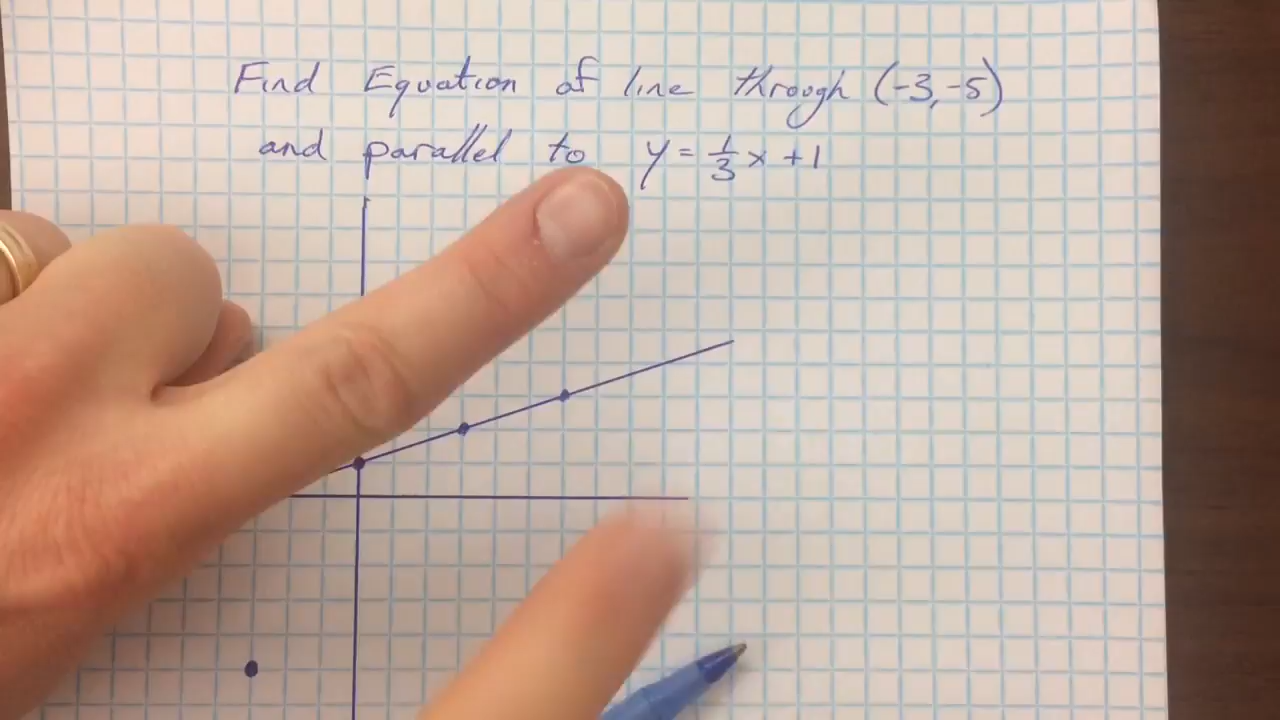 Find Equation of line through (-3,-5)
and parallel to y = 1/3 x + 1